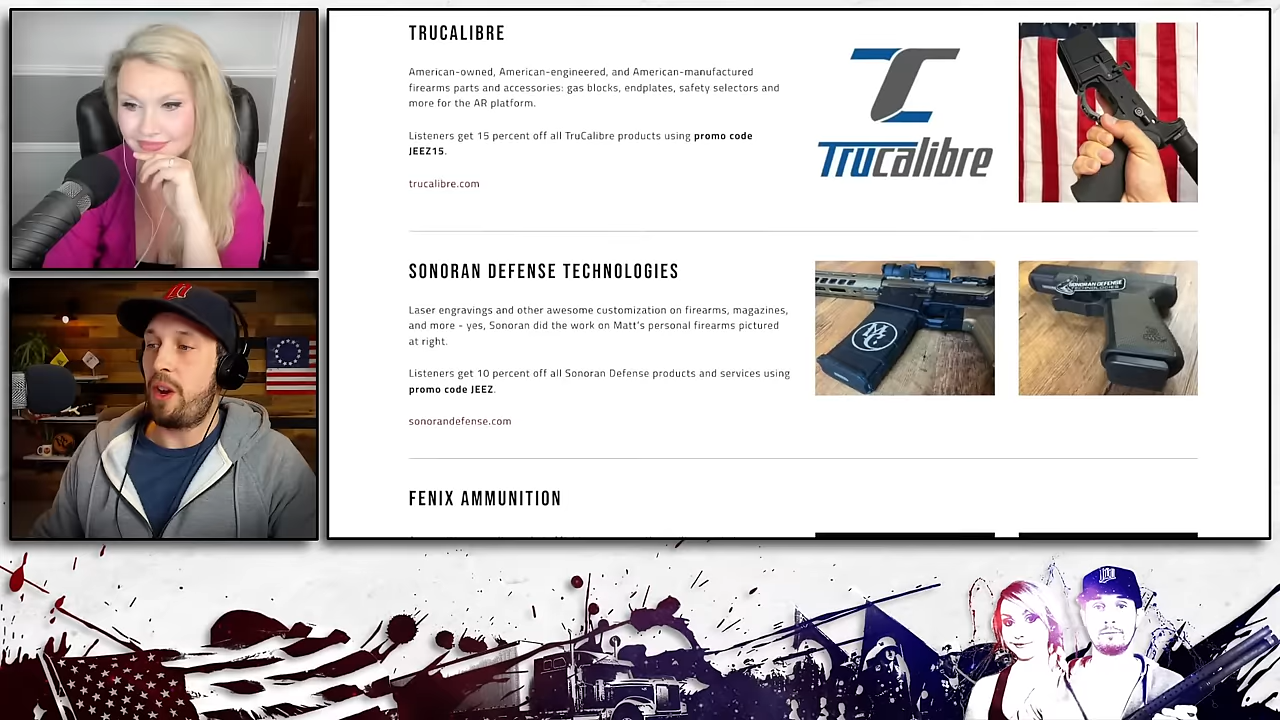 TRUCALIBRE
American-owned, American-engineered, and American-manufactured
firearms parts and accessories: gas blocks, endplates, safety selectors and
more for the AR platform.
Listeners get 15 percent off all TruCalibre products using promo code
JEEZ15.
trucalibre.com
Trucalibre
SONORAN DEFENSE TECHNOLOGIES
Laser engravings and other awesome customization on firearms, magazines,
and more - yes, Sonoran did the work on Matt's personal firearms pictured
at right.
Listeners get 10 percent off all Sonoran Defense products and services using
promo code JEEZ.
sonorandefense.com
SONORAN DEFENSE
TECHNOLOGIES
FENIX AMMUNITION